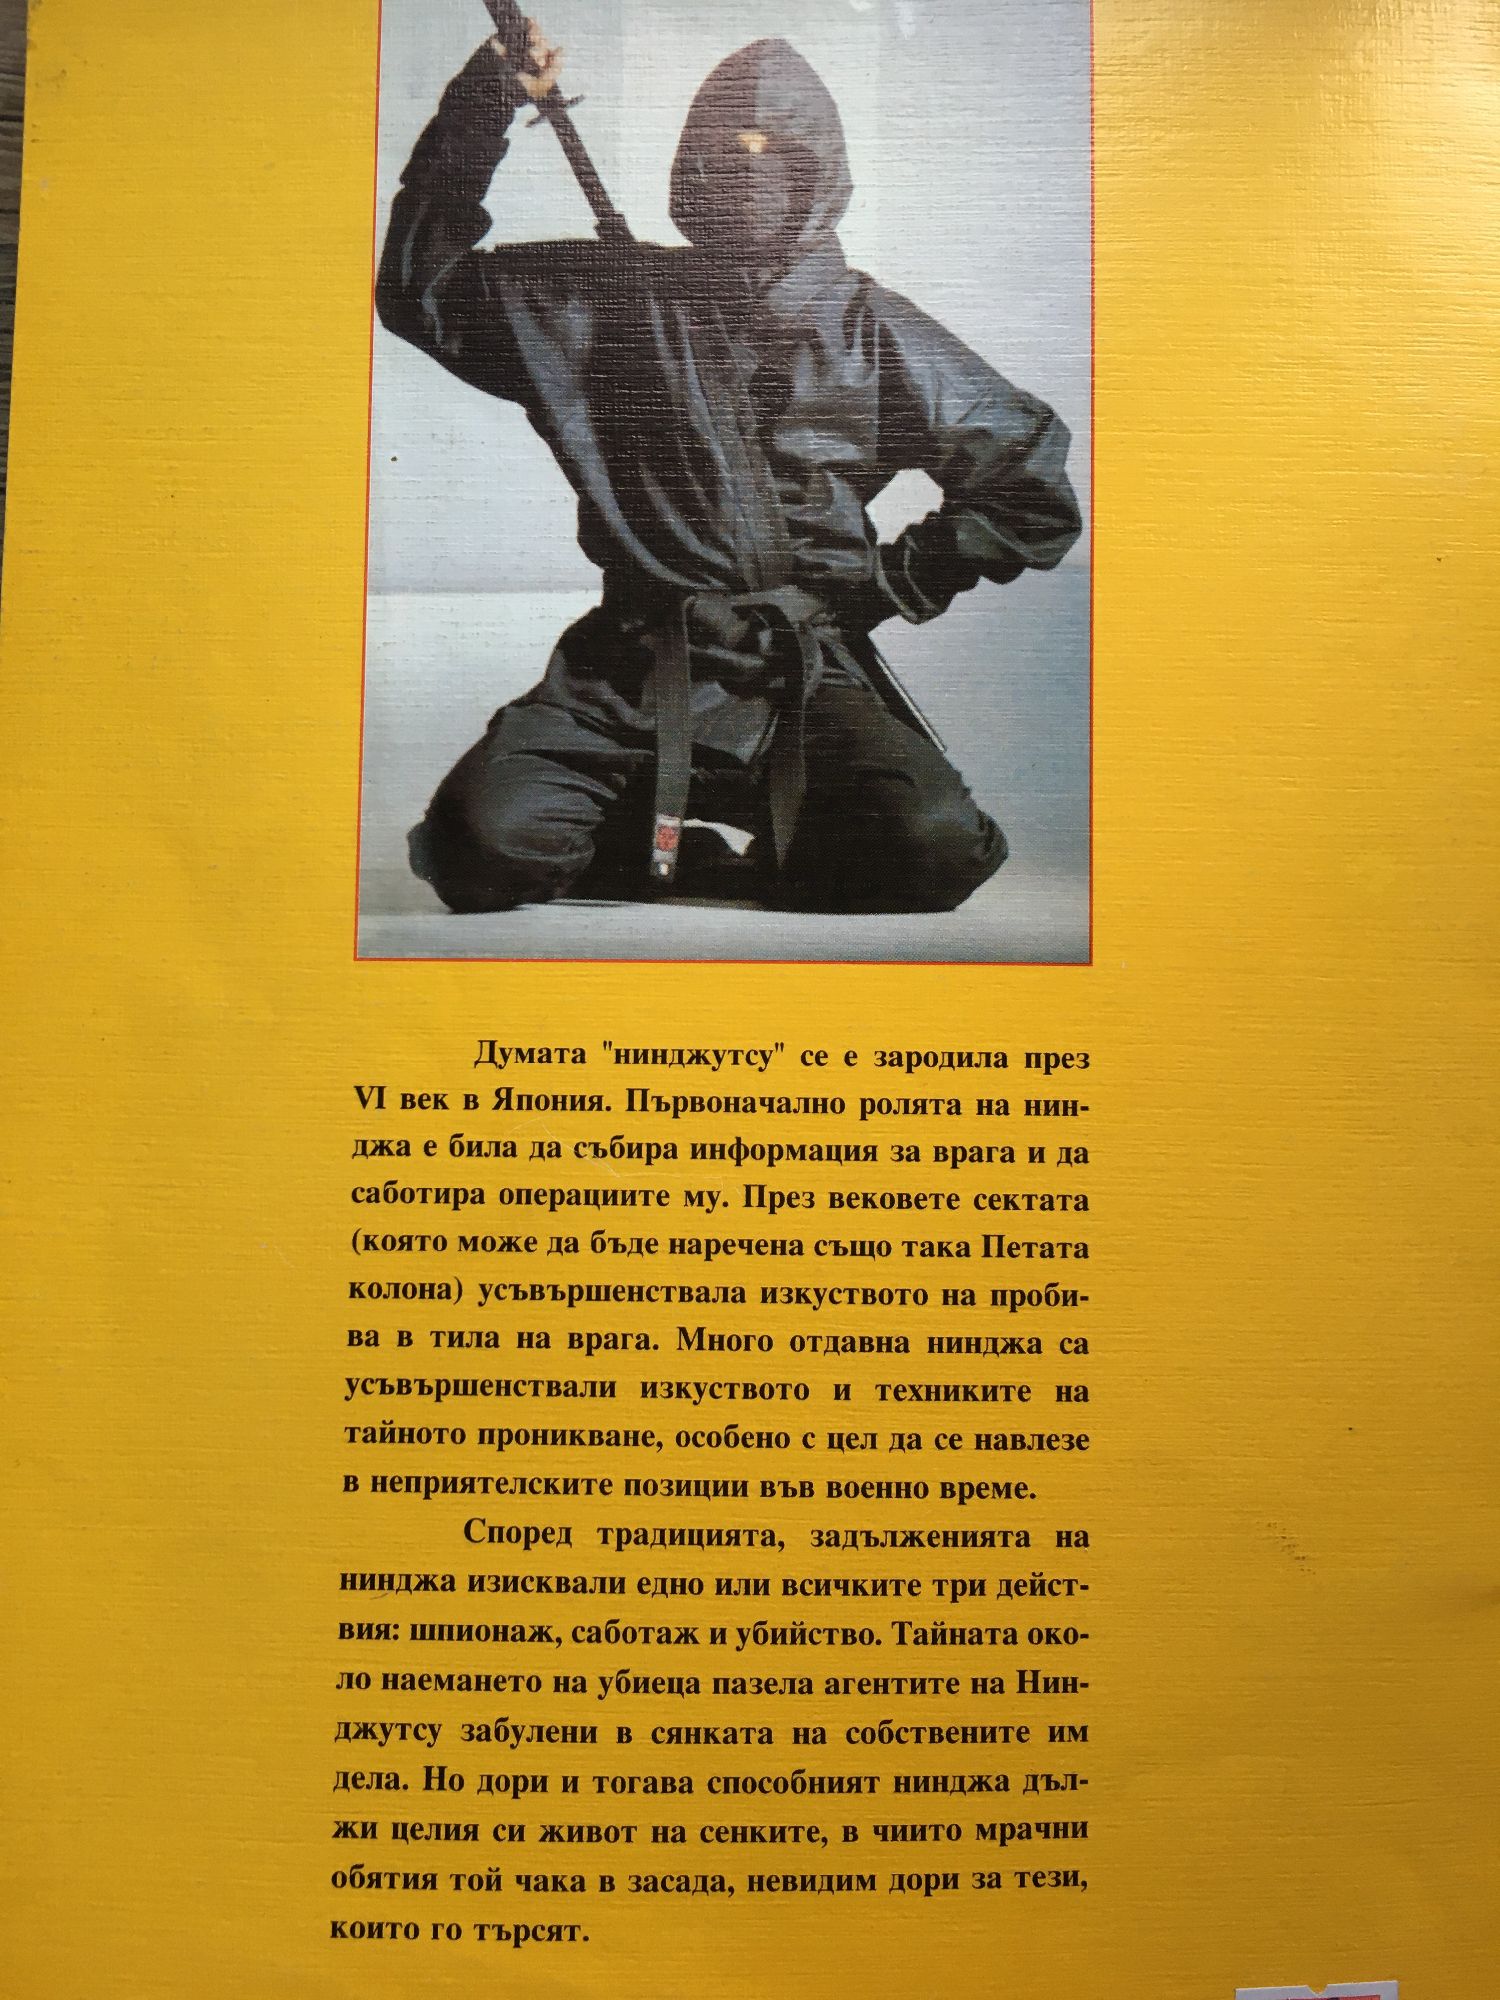 Думата "нинджутсу" се е зародила през
VI век в Япония. Първоначално ролята на нин-
джа е била да събира информация за врага и да
саботира операциите му. През вековете сектата
(която може да бъде наречена също така Петата
колона) усъвършенствала изкуството на проби-
ва в тила на врага. Много отдавна нинджа са
усъвършенствали изкуството и техниките на
тайното проникване, особено с цел да се навлезе
в неприятелските позиции във военно време.
Според традицията, задълженията на
нинджа изисквали едно или всичките три дейст-
вия: шпионаж, саботаж и убийство. Тайната око-
ло наемането на убиеца пазела агентите на Нин-
джутсу забулени в сянката на собствените им
дела. Но дори и тогава способният нинджа дъл-
жи целия си живот на сенките, в чиито мрачни
обятия той чака в засада, невидим дори за тези,
които го търсят.